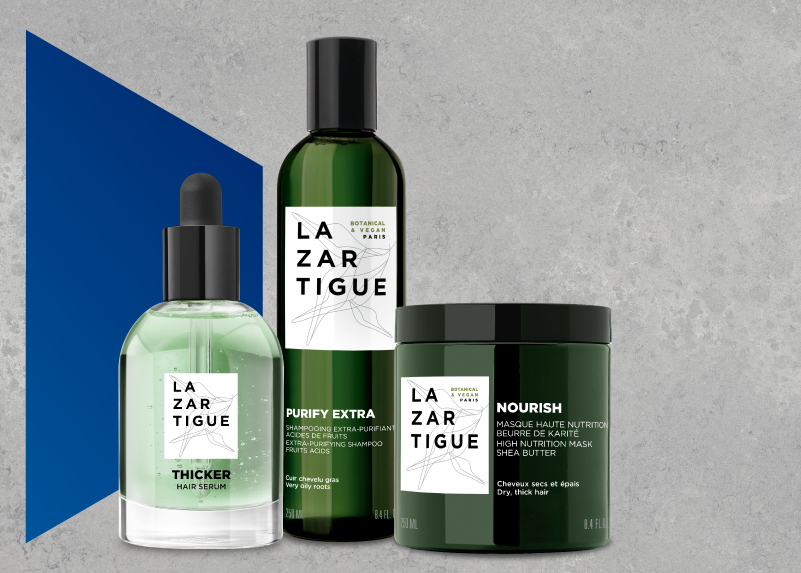 LA
ZAR
TIGUE
THICKER
HAIR SERUM
LA
ZAR
TIGUE
BOTANICAL
& VEGAN
PARIS
PURIFY EXTRA
SHAMPOOING EXTRA-PURIFIANT
ACIDES DE FRUITS
EXTRA-PURIFYING SHAMPOO
FRUITS ACIDS
Cuir chevelu gras
Very oily roots
250 ML
8.4 FL.
LA
ZAR
TIGUE
BOTANICAL
& VEGAN
PARIS
NOURISH
MASQUE HAUTE NUTRITION
BEURRE DE KARITÉ
HIGH NUTRITION MASK
SHEA BUTTER
Cheveux secs et épais
Dry, thick hair
250 ML
8.4 FL.O